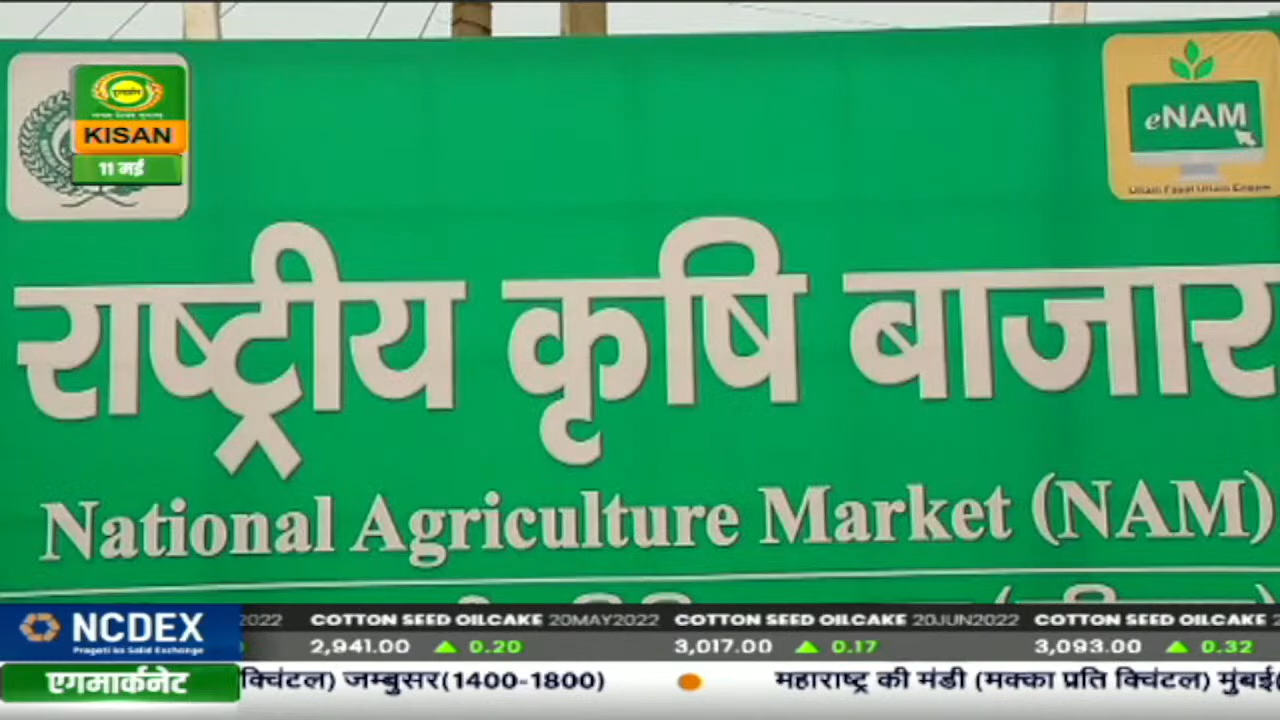 KISAN
11 मई
eNAM
राष्ट्रीय कृषि बाजार
National Agriculture Market (NAM)
NCDEX
2022 COTTON SEED OILCAKE 20MAY2022 COTTON SEED OILCAKE 20JUN2022 COTTON SEED OILCAKE 2
2,941.00 ▲ 0.20 3,017.00 ▲ 0.17 3,093.00 ▲ 0.32
एगमार्कनेट
क्विंटल) जम्बुसर(1400-1800) ● महाराष्ट्र की मंडी (मक्का प्रति क्विंटल) मुंबई(